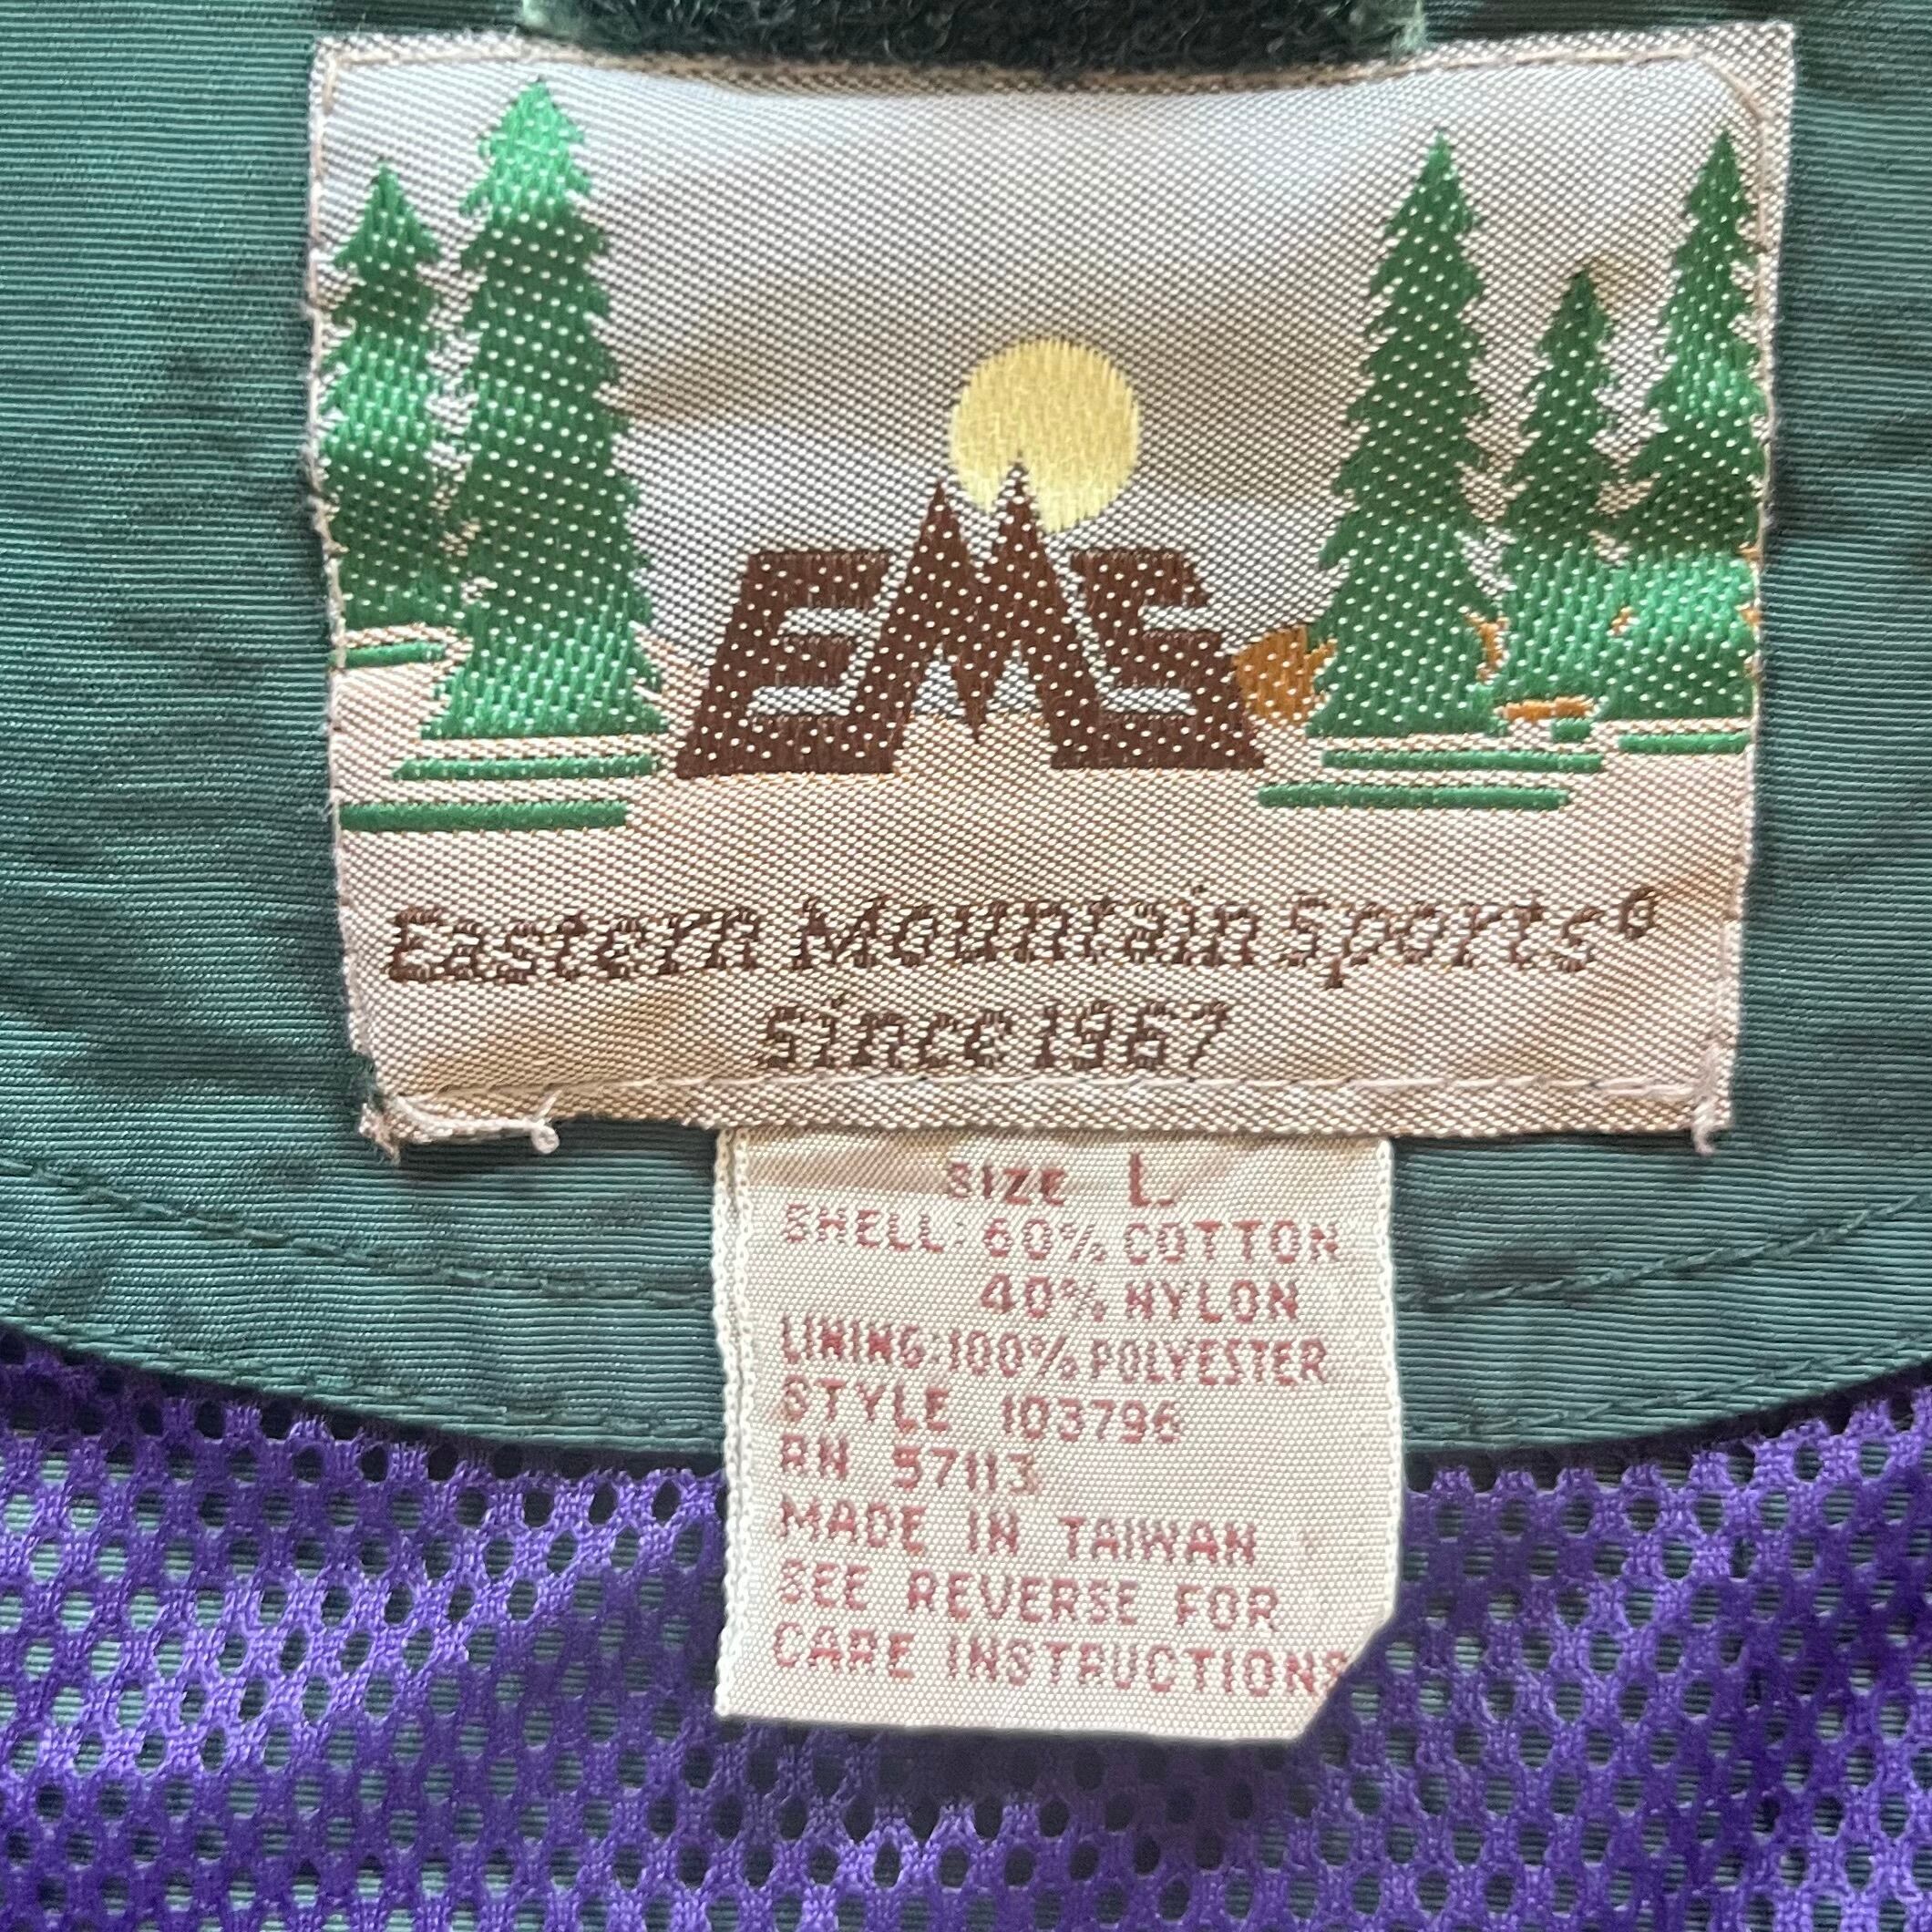 EMS
Eastern Mountain Sports®
Since 1967
SIZE L
SHELL: 60% COTTON
40% NYLON
LINING: 100% POLYESTER
STYLE 103796
RN 57113
MADE IN TAIWAN
SEE REVERSE FOR
CARE INSTRUCTIONS